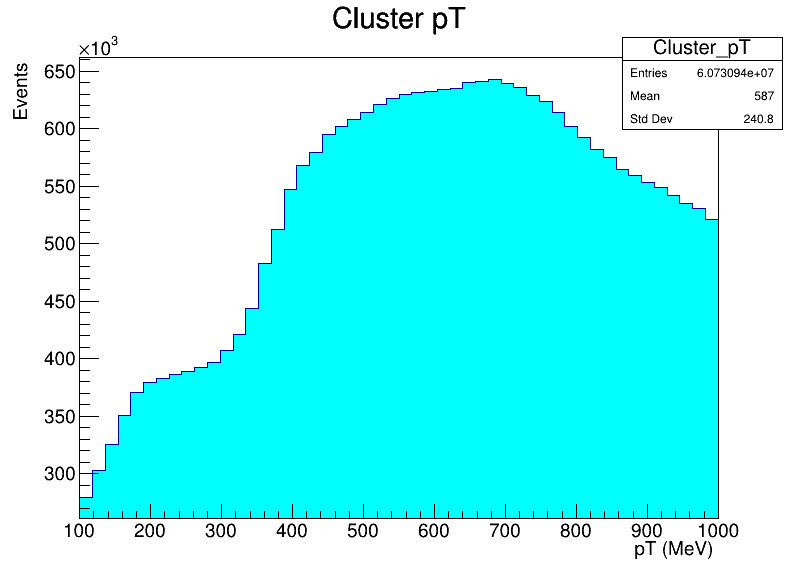 Cluster pT
×10³
Events
650
600
550
500
450
400
350
300
100 200 300 400 500 600 700 800 900 1000
pT (MeV)
Cluster_pT
Entries 6.073094e+07
Mean 587
Std Dev 240.8